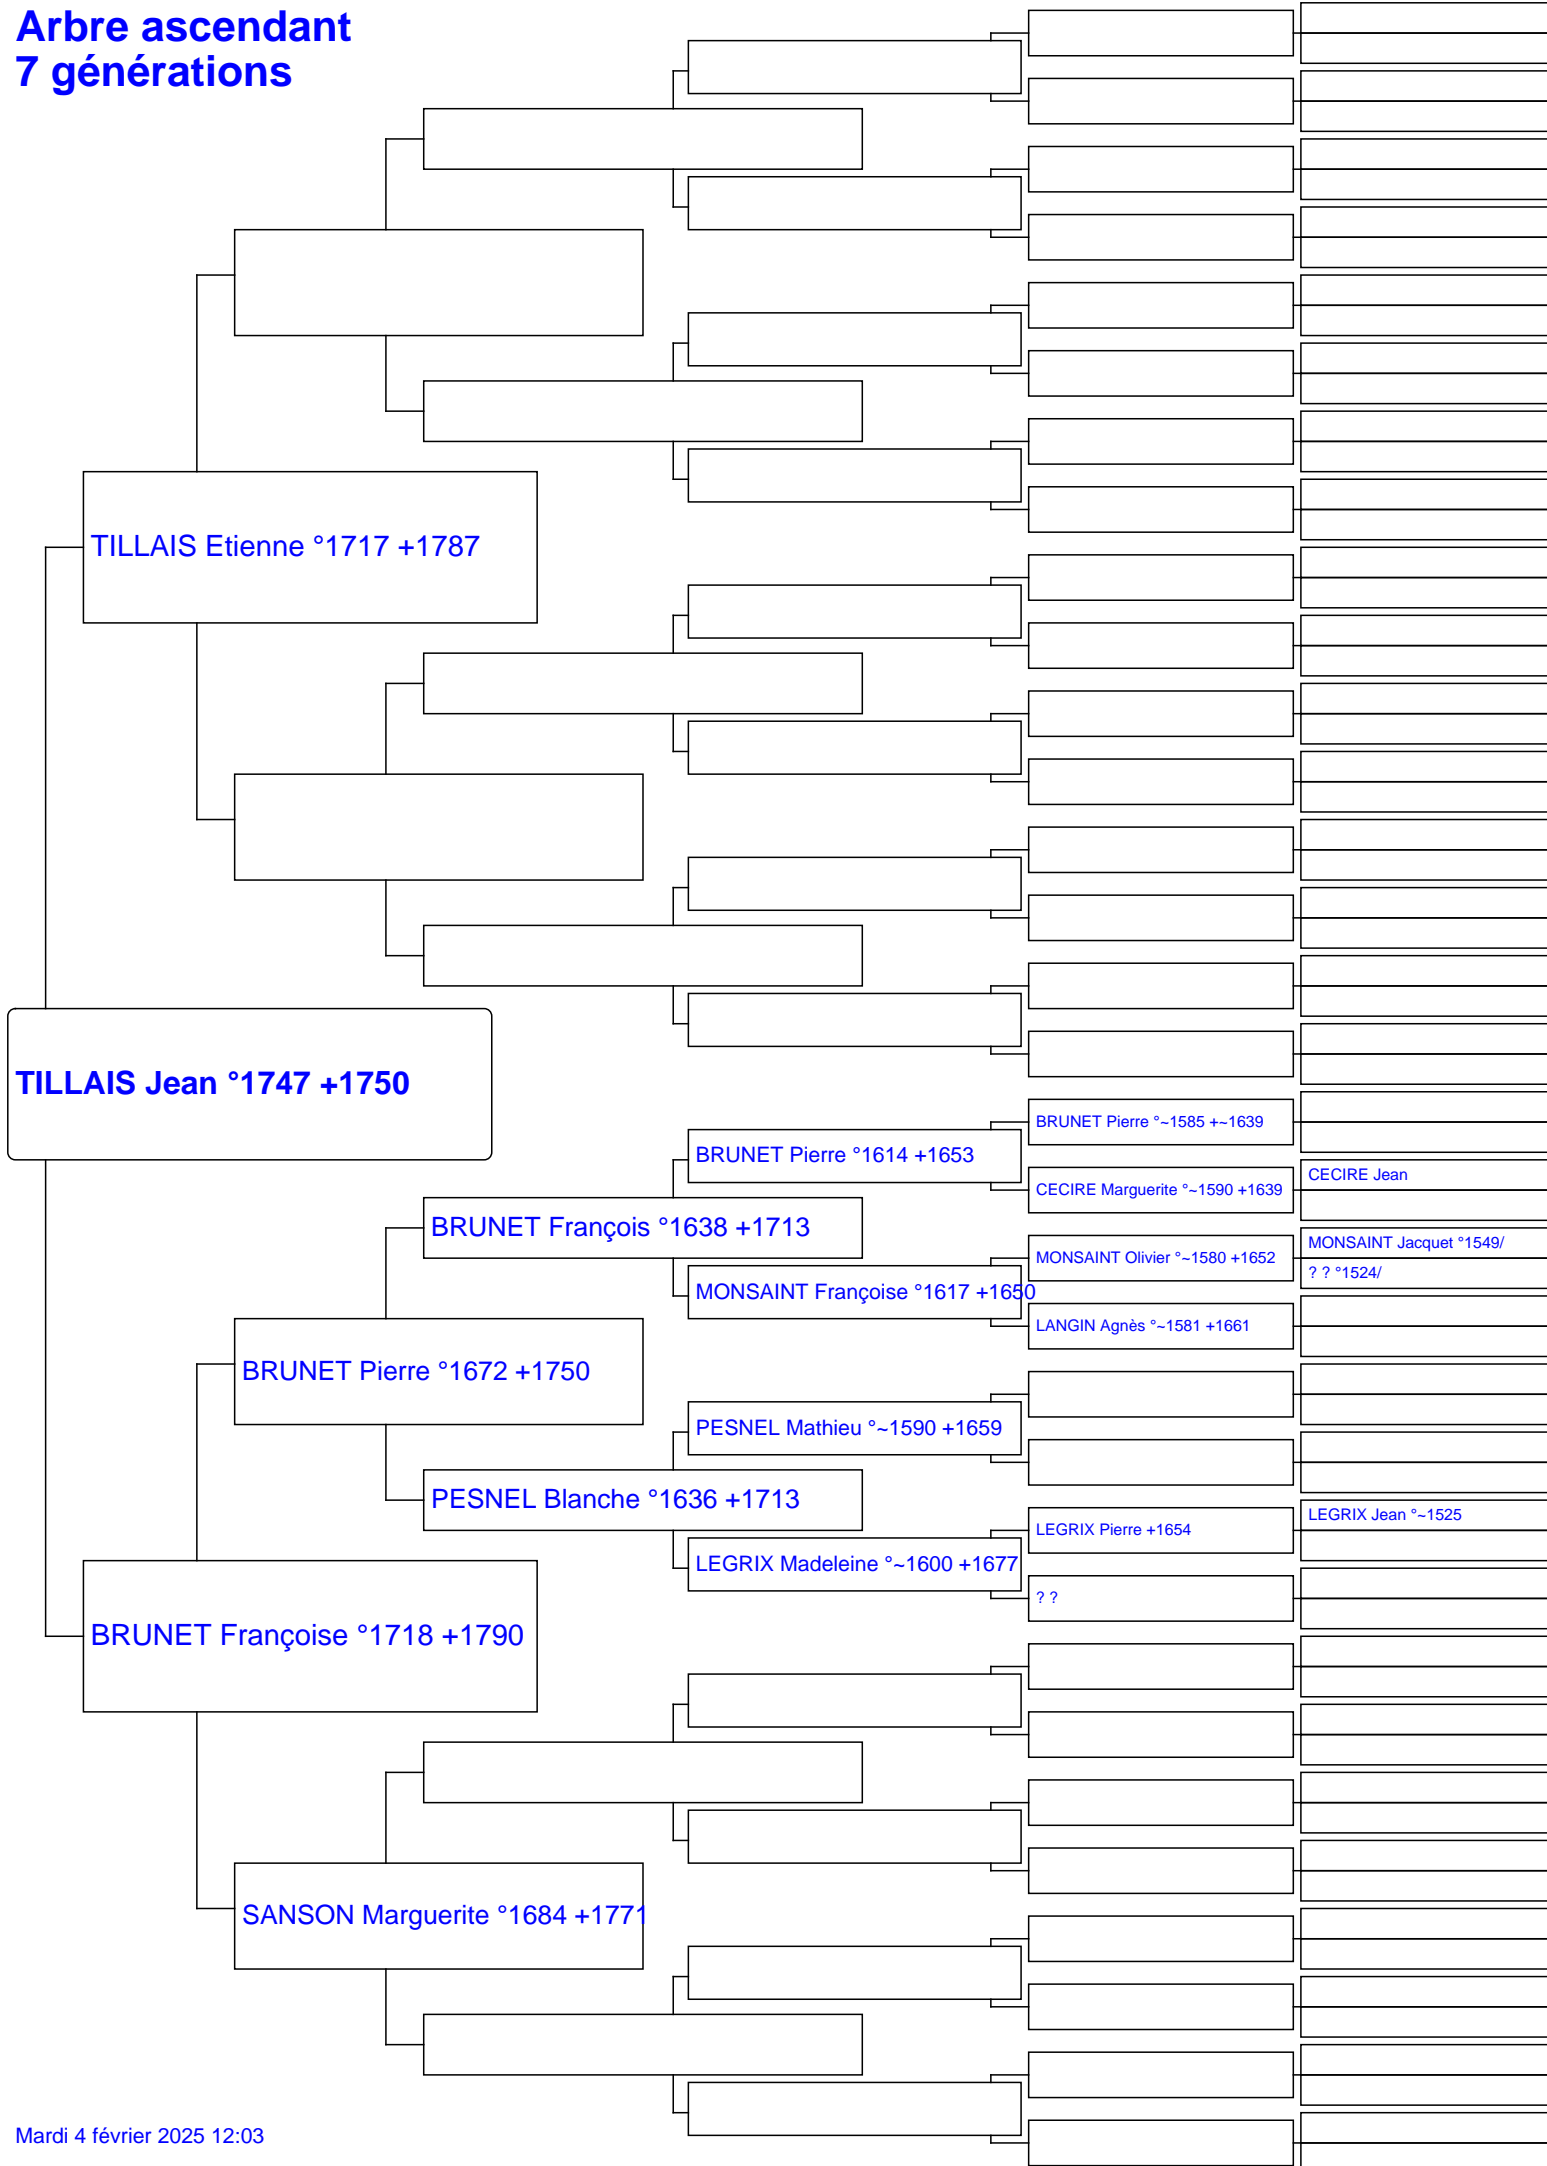 Arbre ascendant
7 générations
TILLAIS Etienne °1717 +1787
TILLAIS Jean °1747 +1750
BRUNET Pierre °~1585 +~1639
BRUNET Pierre °1614 +1653
CECIRE Jean
CECIRE Marguerite °~1590 +1639
BRUNET François °1638 +1713
MONSAINT Jacquet °1549/
MONSAINT Olivier °~1580 +1652
? ? °1524/
MONSAINT Françoise °1617 +1650
LANGIN Agnès °~1581 +1661
BRUNET Pierre °1672 +1750
PESNEL Mathieu °~1590 +1659
PESNEL Blanche °1636 +1713
LEGRIX Jean °~1525
LEGRIX Pierre +1654
LEGRIX Madeleine °~1600 +1677
? ?
BRUNET Françoise °1718 +1790
SANSON Marguerite °1684 +1771
Mardi 4 février 2025 12:03